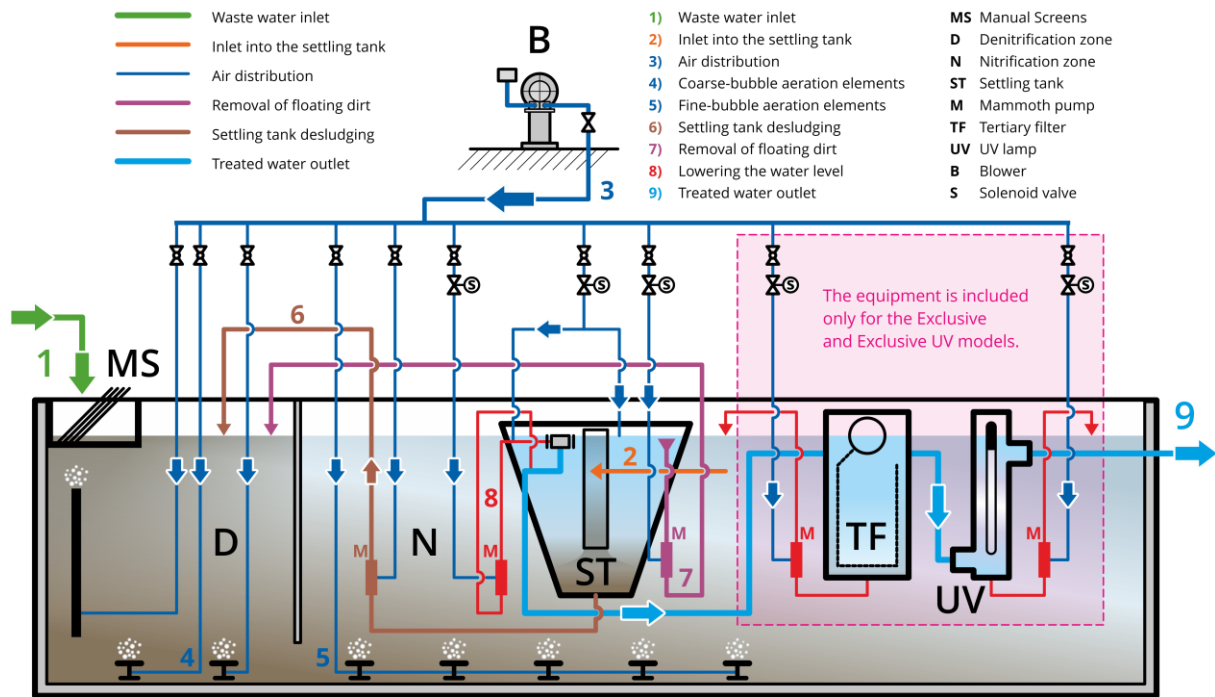 Waste water inlet
Inlet into the settling tank
Air distribution
Removal of floating dirt
Settling tank desludging
Treated water outlet
B
1) Waste water inlet
2) Inlet into the settling tank
3) Air distribution
4) Coarse-bubble aeration elements
5) Fine-bubble aeration elements
6) Settling tank desludging
7) Removal of floating dirt
8) Lowering the water level
9) Treated water outlet
MS Manual Screens
D Denitrification zone
N Nitrification zone
ST Settling tank
M Mammoth pump
TF Tertiary filter
UV UV lamp
B Blower
S Solenoid valve
3
S
S
S
S
S
The equipment is included
only for the Exclusive
and Exclusive UV models.
6
1
MS
9
2
8
D
N
M
M
ST
M
7
M
TF
UV
M
4
5